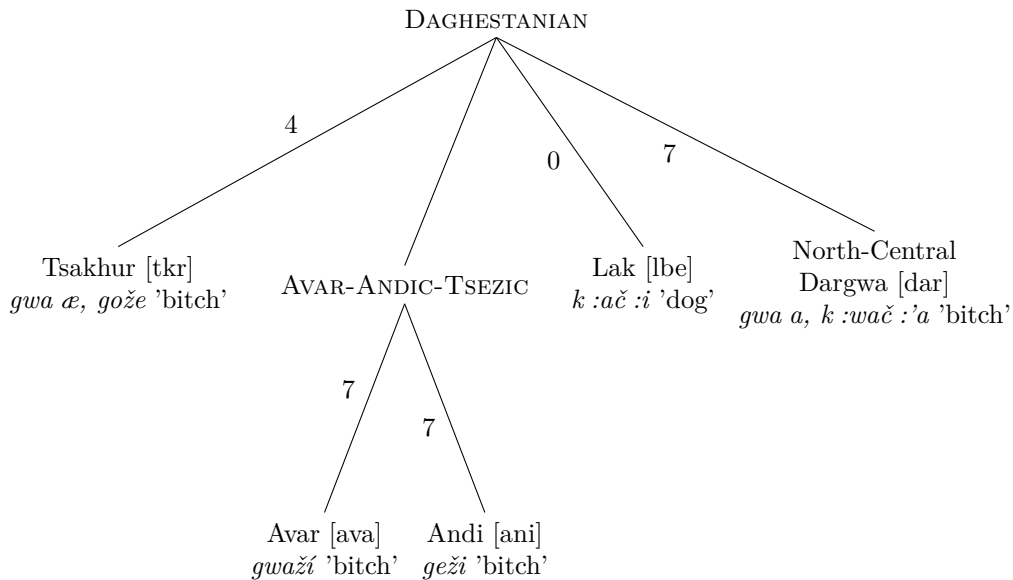 DAGHESTANIAN
4
0
7
Tsakhur [tkr]
gwa æ, gože 'bitch'
AVAR-ANDIC-TSEZIC
Lak [lbe]
k :ač :i 'dog'
North-Central
Dargwa [dar]
gwa a, k :wač :'a 'bitch'
7
7
Avar [ava]
gwaží 'bitch'
Andi [ani]
geži 'bitch'